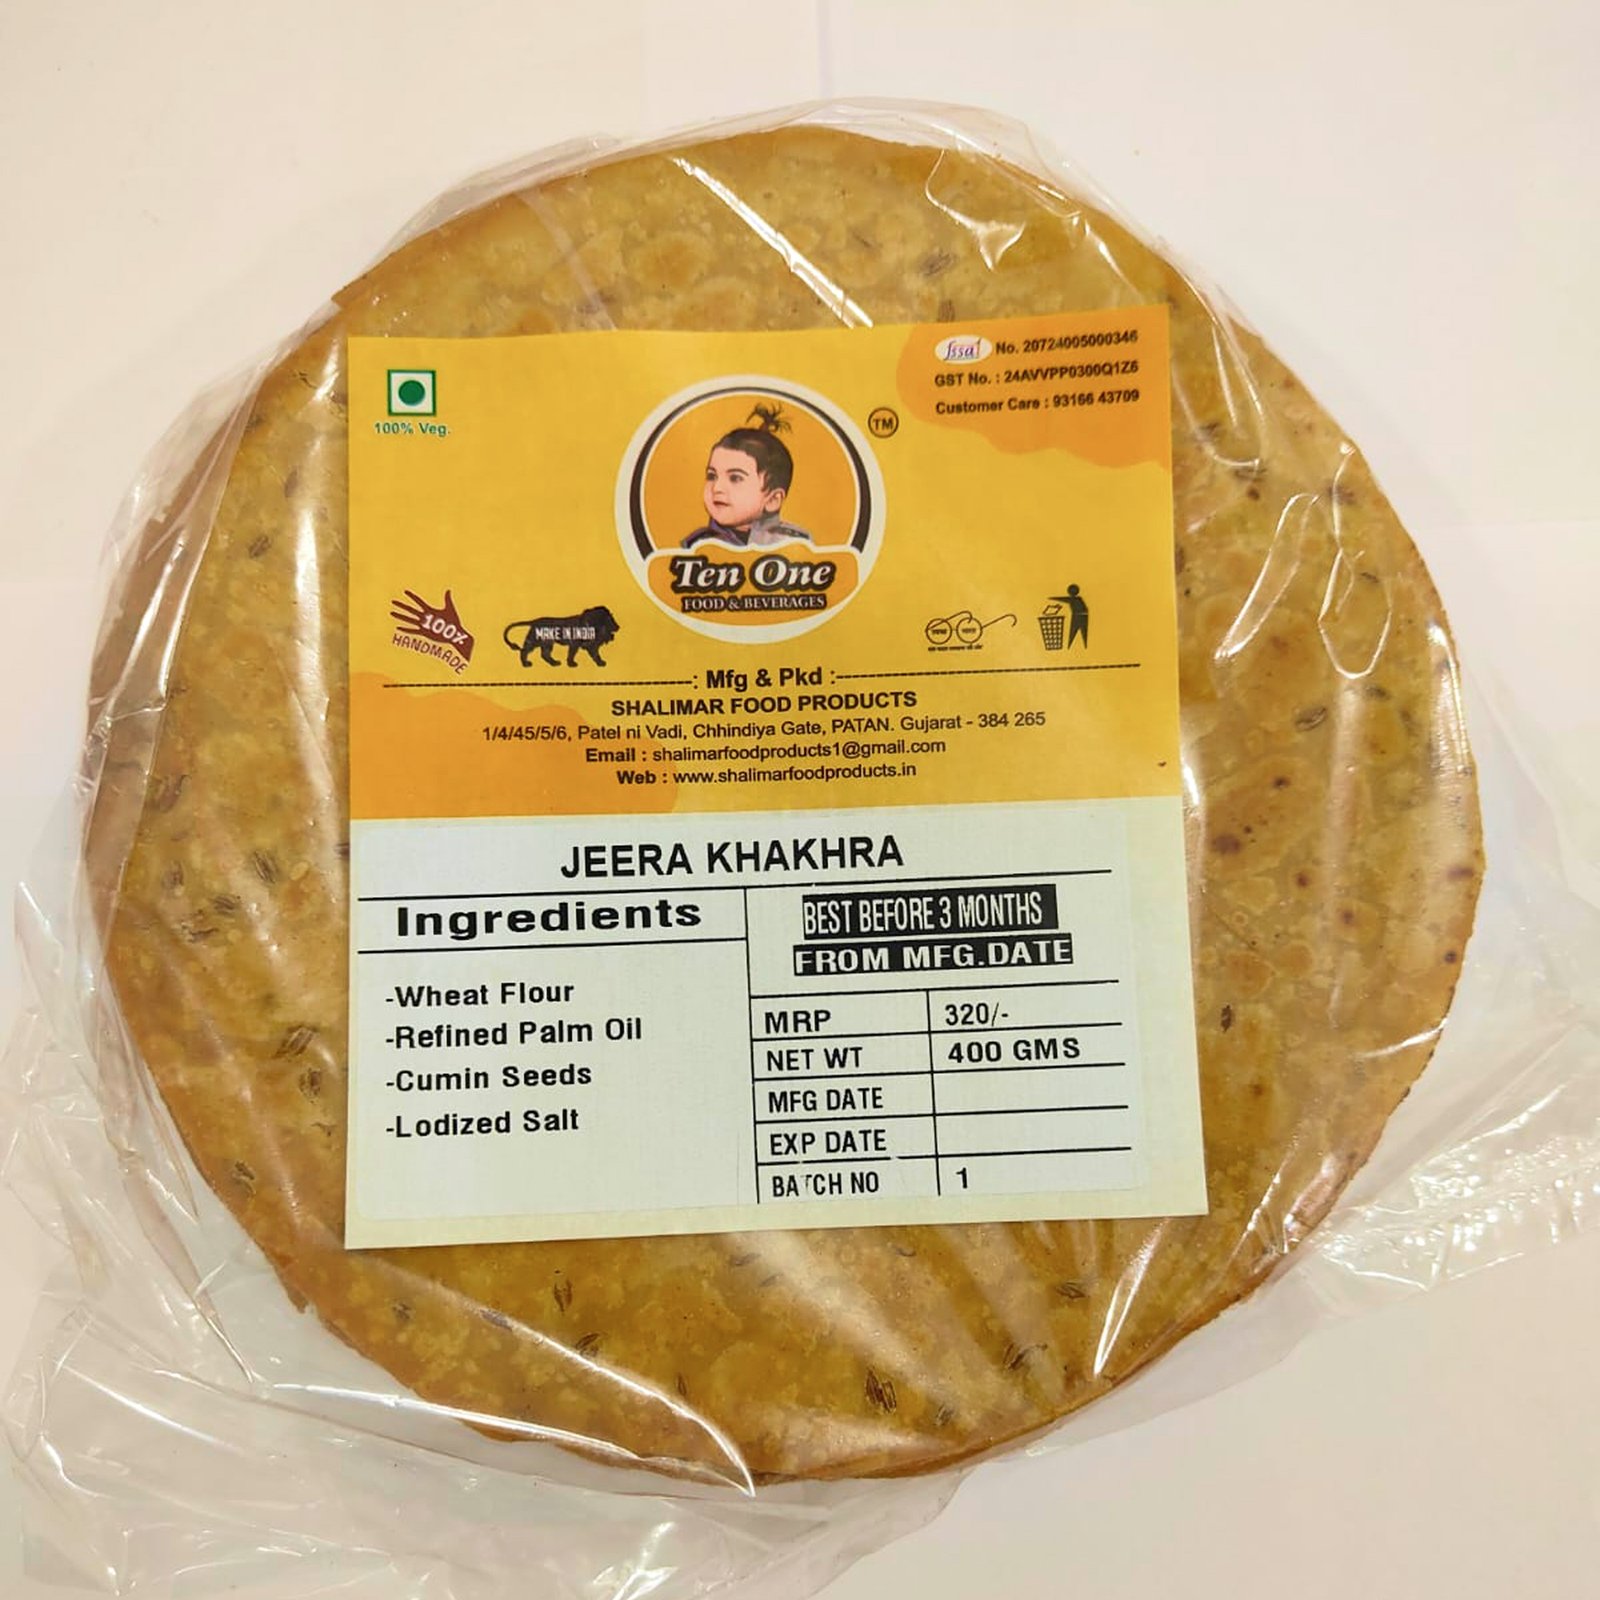 fssai No. 20724005000346
GST No. : 24AVVPP0300Q1Z6
Customer Care : 93166 43709
100% Veg.
TM
Ten One
FOOD & BEVERAGES
100%
HANDMADE
MAKE IN INDIA
: Mfg & Pkd :
SHALIMAR FOOD PRODUCTS
1/4/45/5/6, Patel ni Vadi, Chhindiya Gate, PATAN. Gujarat - 384 265
Email : shalimarfoodproducts1@gmail.com
Web : www.shalimarfoodproducts.in
JEERA KHAKHRA
Ingredients
-Wheat Flour
-Refined Palm Oil
-Cumin Seeds
-Lodized Salt
BEST BEFORE 3 MONTHS
FROM MFG.DATE
MRP 320/-
NET WT 400 GMS
MFG DATE
EXP DATE
BATCH NO 1